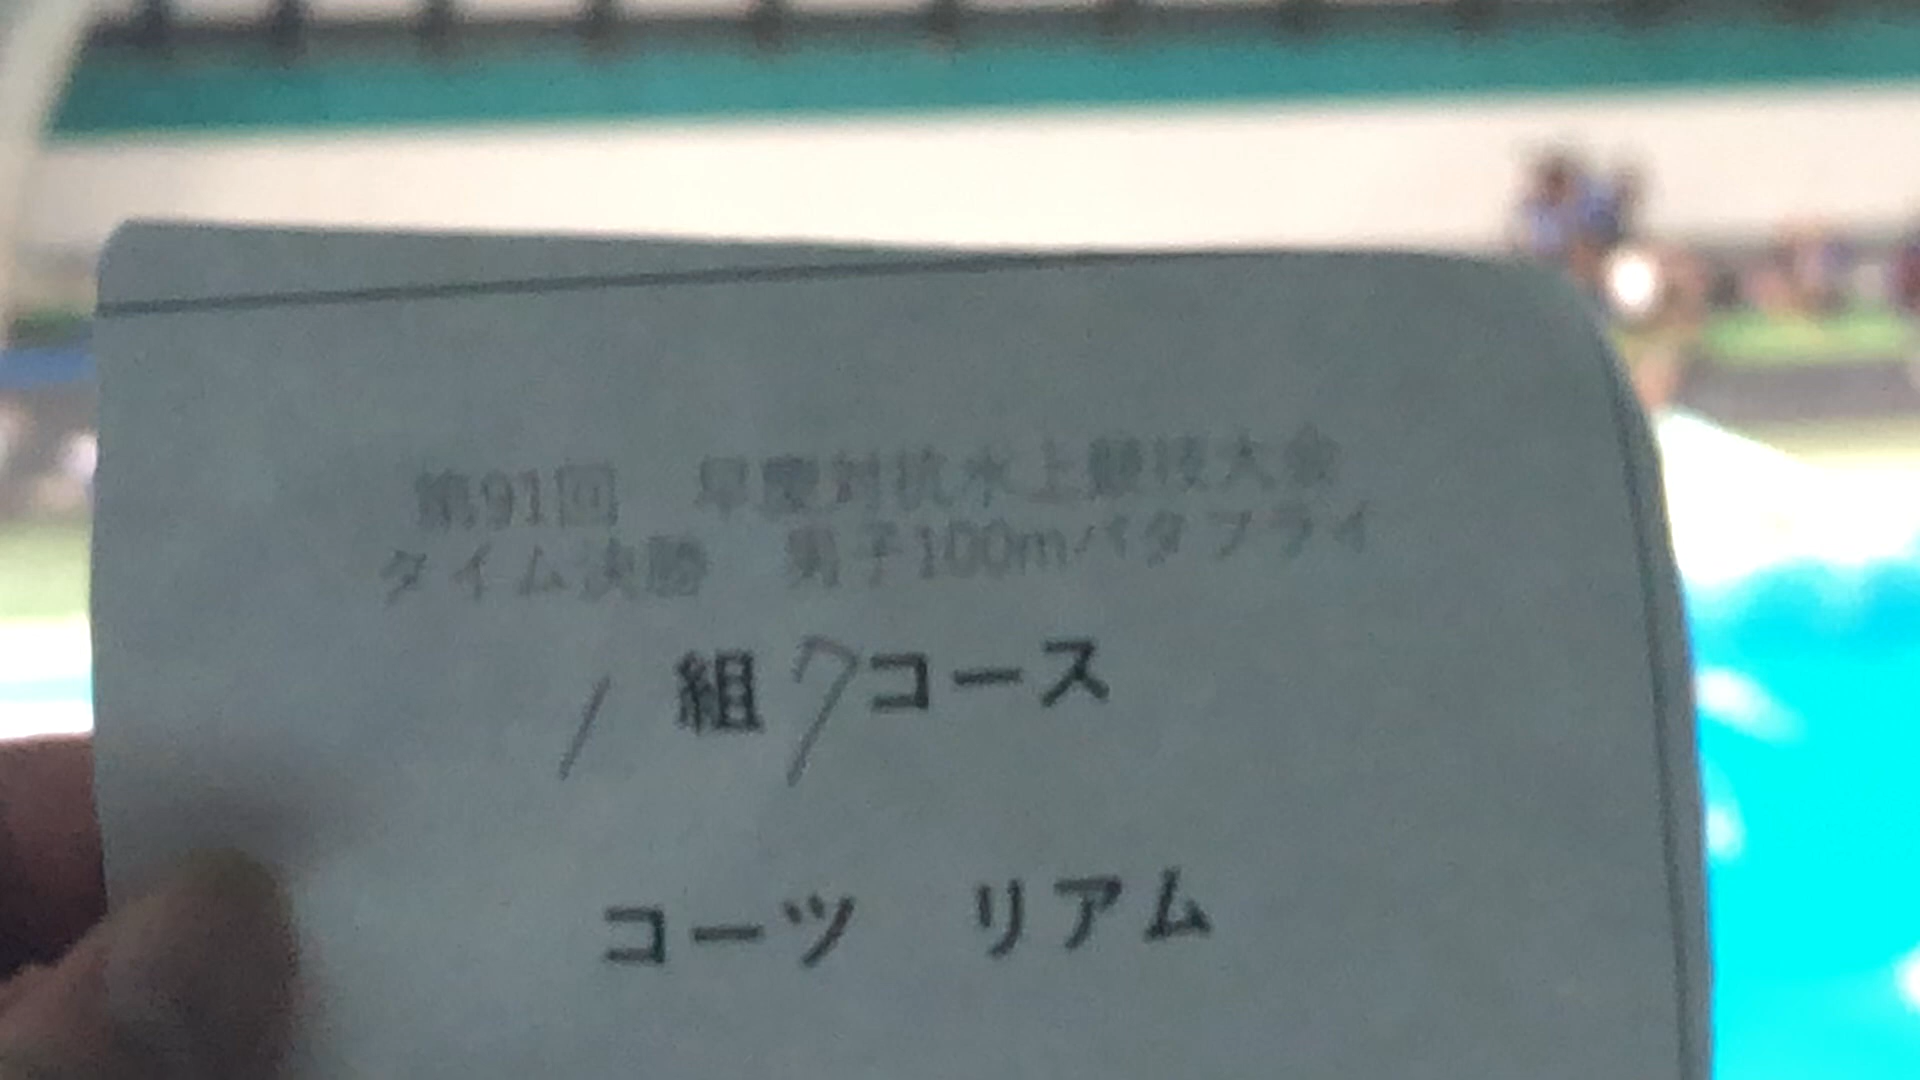 第91回　早慶対抗水上競技大会
タイム決勝　男子100mバタフライ
1 組 7コース
コーツ　リアム